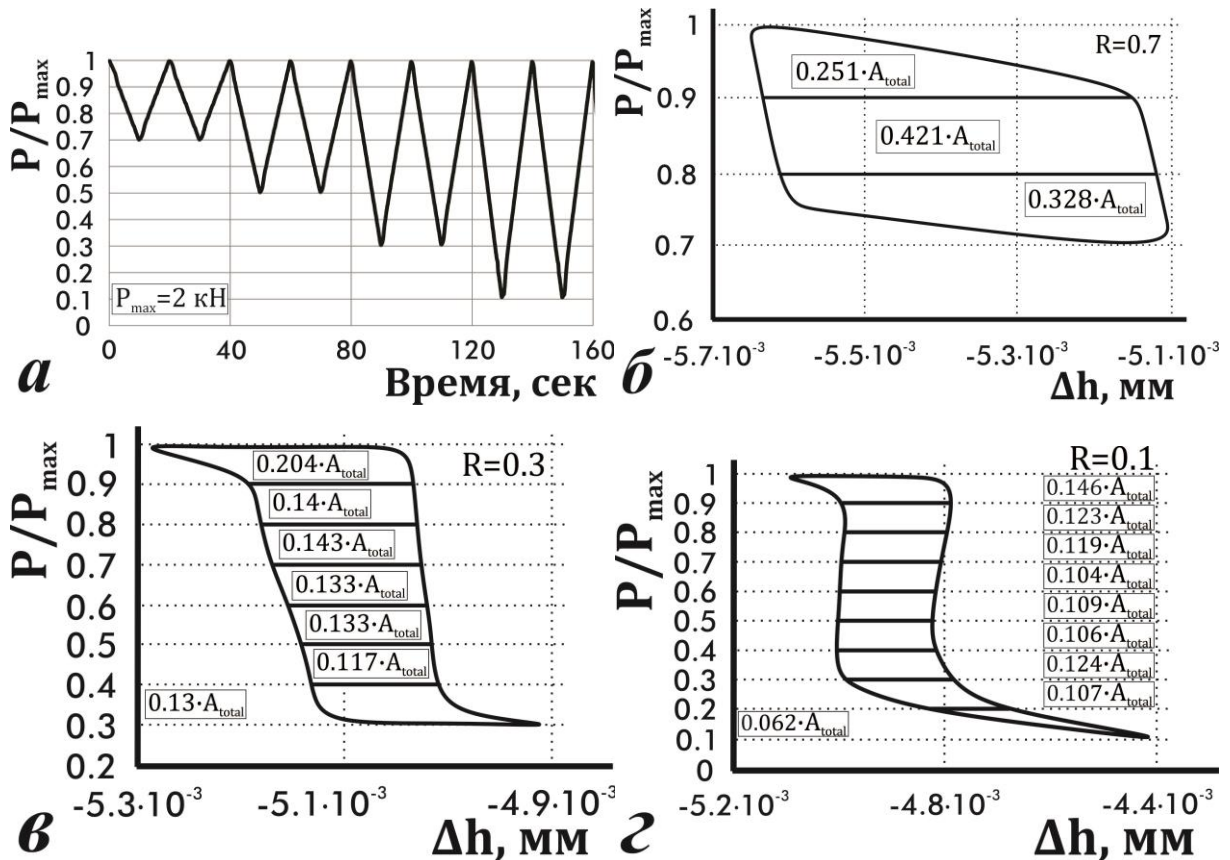 P/Pmax
1
0.9
0.8
0.7
0.6
0.5
0.4
0.3
0.2
0.1
0
Pmax=2 кН
0 40 80 120 160
а
Время, сек
P/Pmax
1
0.9
0.8
0.7
0.6
R=0.7
0.251·Atotal
0.421·Atotal
0.328·Atotal
-5.7·10⁻³ -5.5·10⁻³ -5.3·10⁻³ -5.1·10⁻³
б
Δh, мм
P/Pmax
1
0.9
0.8
0.7
0.6
0.5
0.4
0.3
0.2
R=0.3
0.204·Atotal
0.14·Atotal
0.143·Atotal
0.133·Atotal
0.133·Atotal
0.117·Atotal
0.13·Atotal
-5.3·10⁻³ -5.1·10⁻³ -4.9·10⁻³
в
Δh, мм
P/Pmax
1
0.9
0.8
0.7
0.6
0.5
0.4
0.3
0.2
0.1
0
R=0.1
0.146·Atotal
0.123·Atotal
0.119·Atotal
0.104·Atotal
0.109·Atotal
0.106·Atotal
0.124·Atotal
0.107·Atotal
0.062·Atotal
-5.2·10⁻³ -4.8·10⁻³ -4.4·10⁻³
г
Δh, мм